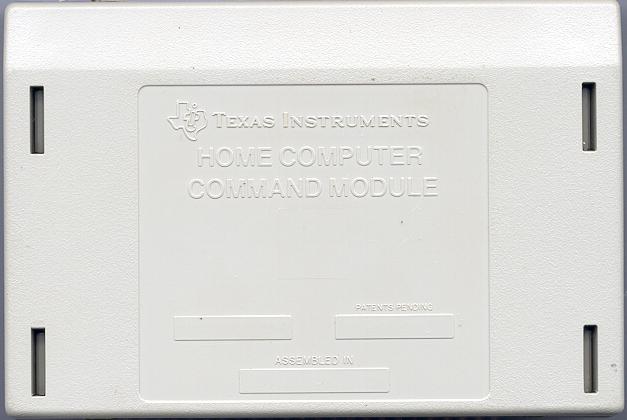 TEXAS INSTRUMENTS
HOME COMPUTER
COMMAND MODULE
PATENTS PENDING
ASSEMBLED IN